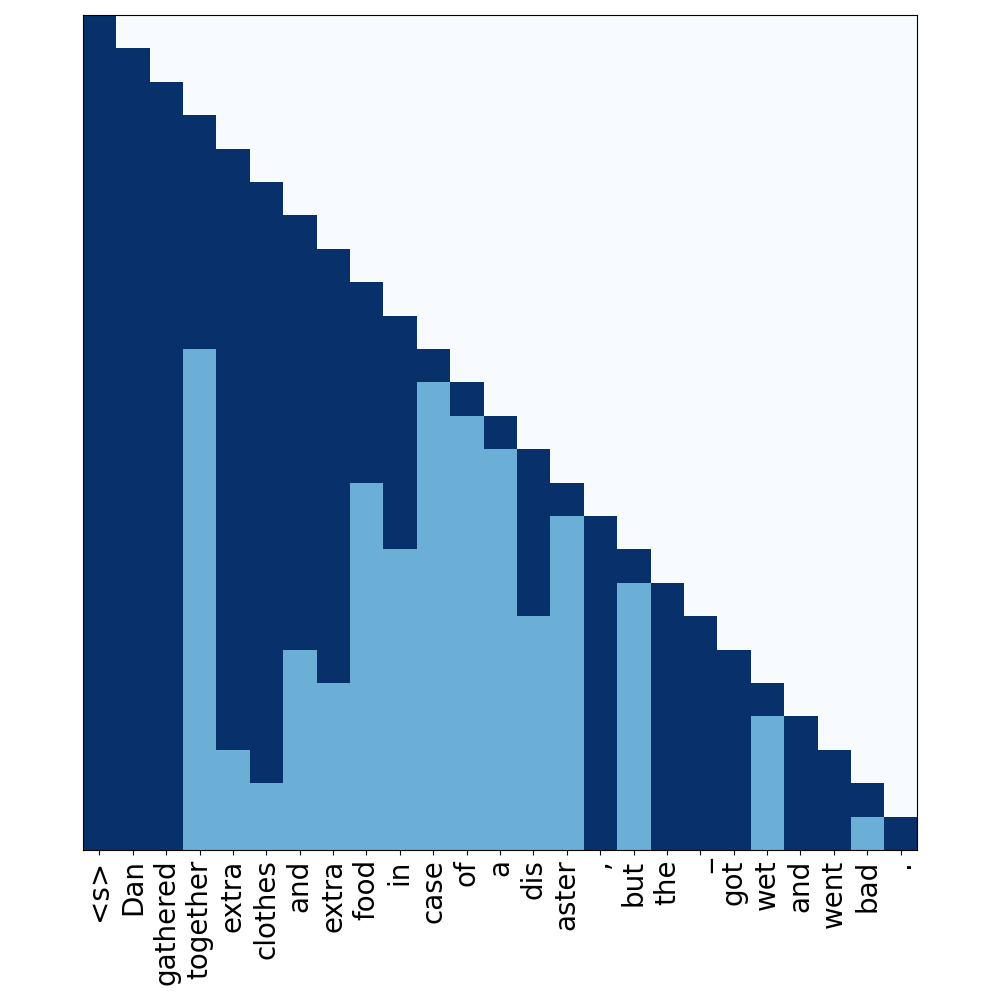 <s> Dan gathered together extra clothes and extra food in case of a dis aster , but the _ got wet and went bad .